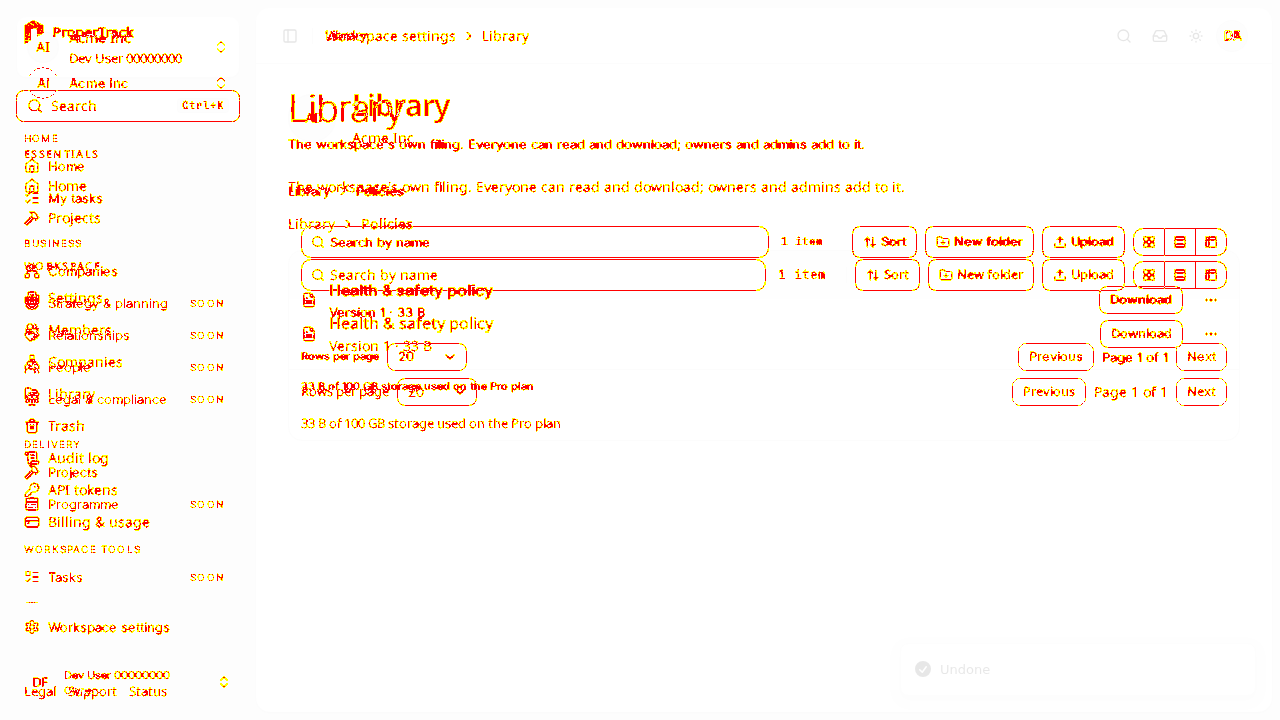 ProperTrack
Acme Inc
Dev User 00000000
AI Acme Inc
Search Ctrl+K
HOME
ESSENTIALS
Home
Home
My tasks
Projects
BUSINESS
WORKSPACE
Companies
Settings
Strategy & planning SOON
Members
Relationships SOON
Companies
People SOON
Library
Legal & compliance SOON
Trash
DELIVERY
Audit log
Projects
API tokens
Programme SOON
Billing & usage
WORKSPACE TOOLS
Tasks SOON
Workspace settings
Dev User 00000000
Legal Support Status
Workspace settings > Library
Library
Library
Acme Inc
The workspace's own filing. Everyone can read and download; owners and admins add to it.
The workspace's own filing. Everyone can read and download; owners and admins add to it.
Library > Policies
Library > Policies
Search by name 1 item Sort New folder Upload
Search by name 1 item Sort New folder Upload
Health & safety policy Download
Version 1 · 33 B
Health & safety policy Download
Version 1 · 33 B
Rows per page 20 Previous Page 1 of 1 Next
33 B of 100 GB storage used on the Pro plan
Rows per page 20 Previous Page 1 of 1 Next
33 B of 100 GB storage used on the Pro plan
Undone